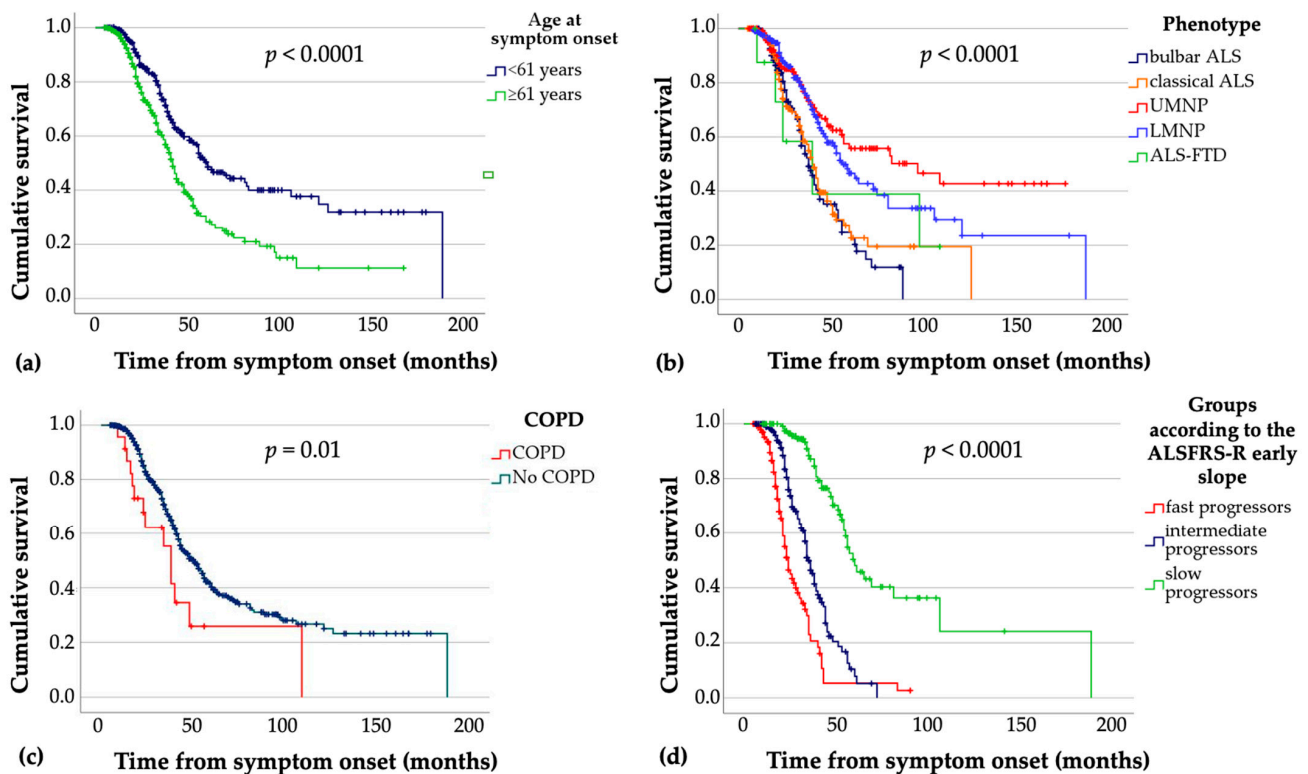 Age at
symptom onset
<61 years
≥61 years
p < 0.0001
1.0
0.8
0.6
0.4
0.2
0.0
Cumulative survival
0
50
100
150
200
(a)
Time from symptom onset (months)
Phenotype
bulbar ALS
classical ALS
UMNP
LMNP
ALS-FTD
p < 0.0001
1.0
0.8
0.6
0.4
0.2
0.0
Cumulative survival
0
50
100
150
200
(b)
Time from symptom onset (months)
COPD
COPD
No COPD
p = 0.01
1.0
0.8
0.6
0.4
0.2
0.0
Cumulative survival
0
50
100
150
200
(c)
Time from symptom onset (months)
Groups
according to the
ALSFRS-R early
slope
fast progressors
intermediate
progressors
slow
progressors
p < 0.0001
1.0
0.8
0.6
0.4
0.2
0.0
Cumulative survival
0
50
100
150
200
(d)
Time from symptom onset (months)